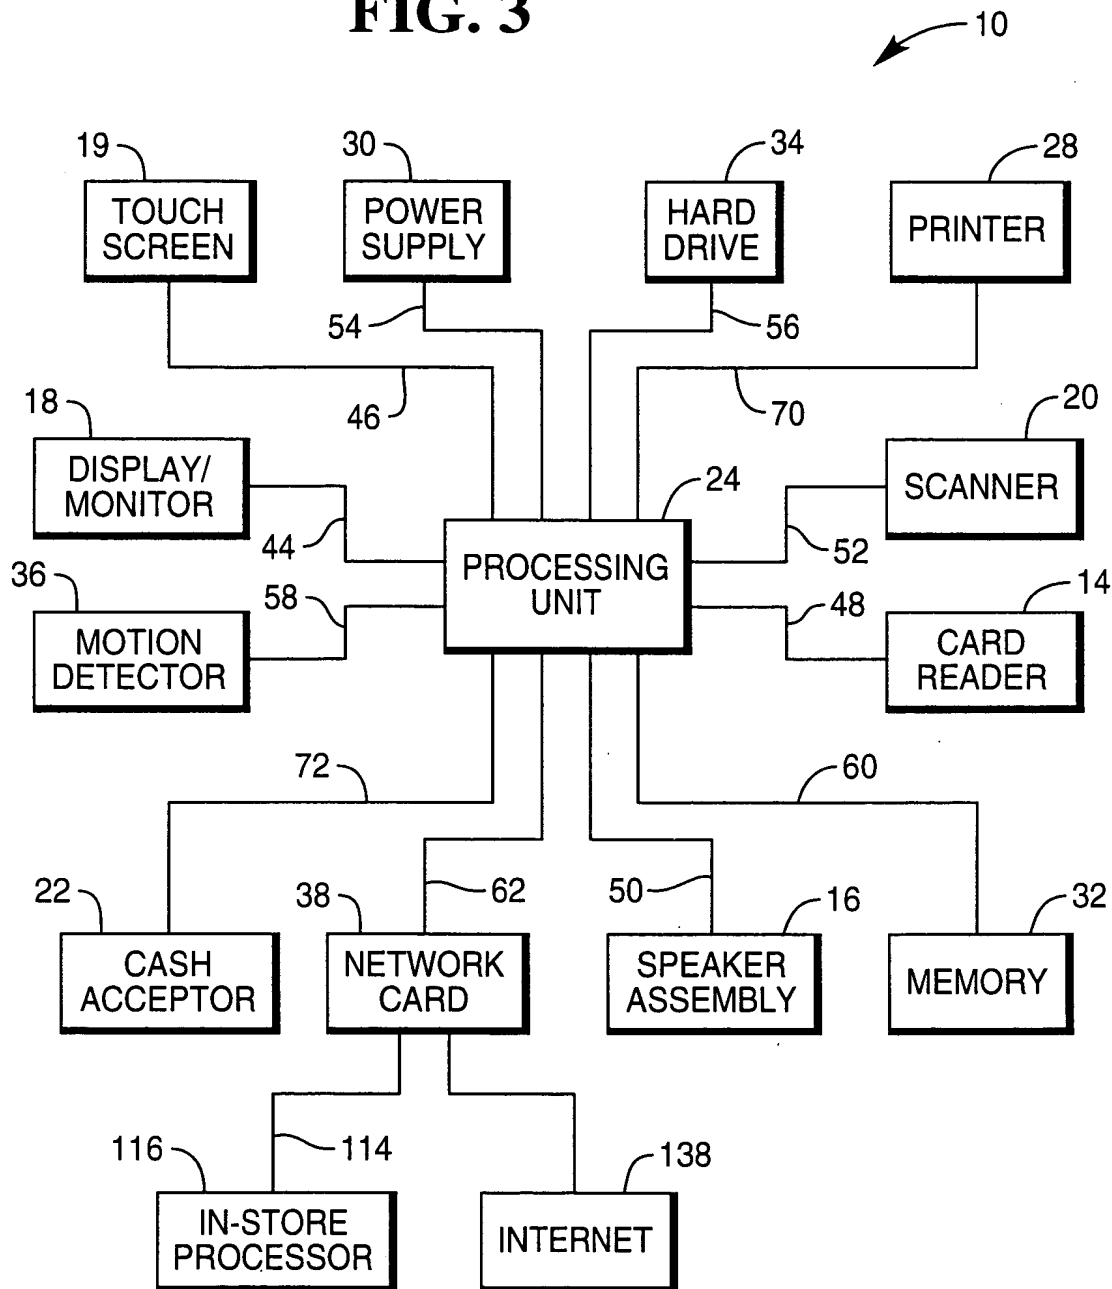 FIG. 3
10
19
30
34
28
TOUCH
SCREEN
POWER
SUPPLY
HARD
DRIVE
PRINTER
54
56
46
70
18
20
DISPLAY/
MONITOR
24
SCANNER
44
52
PROCESSING
UNIT
36
58
48
14
MOTION
DETECTOR
CARD
READER
72
60
22
38
62
50
16
32
CASH
ACCEPTOR
NETWORK
CARD
SPEAKER
ASSEMBLY
MEMORY
116
114
138
IN-STORE
PROCESSOR
INTERNET